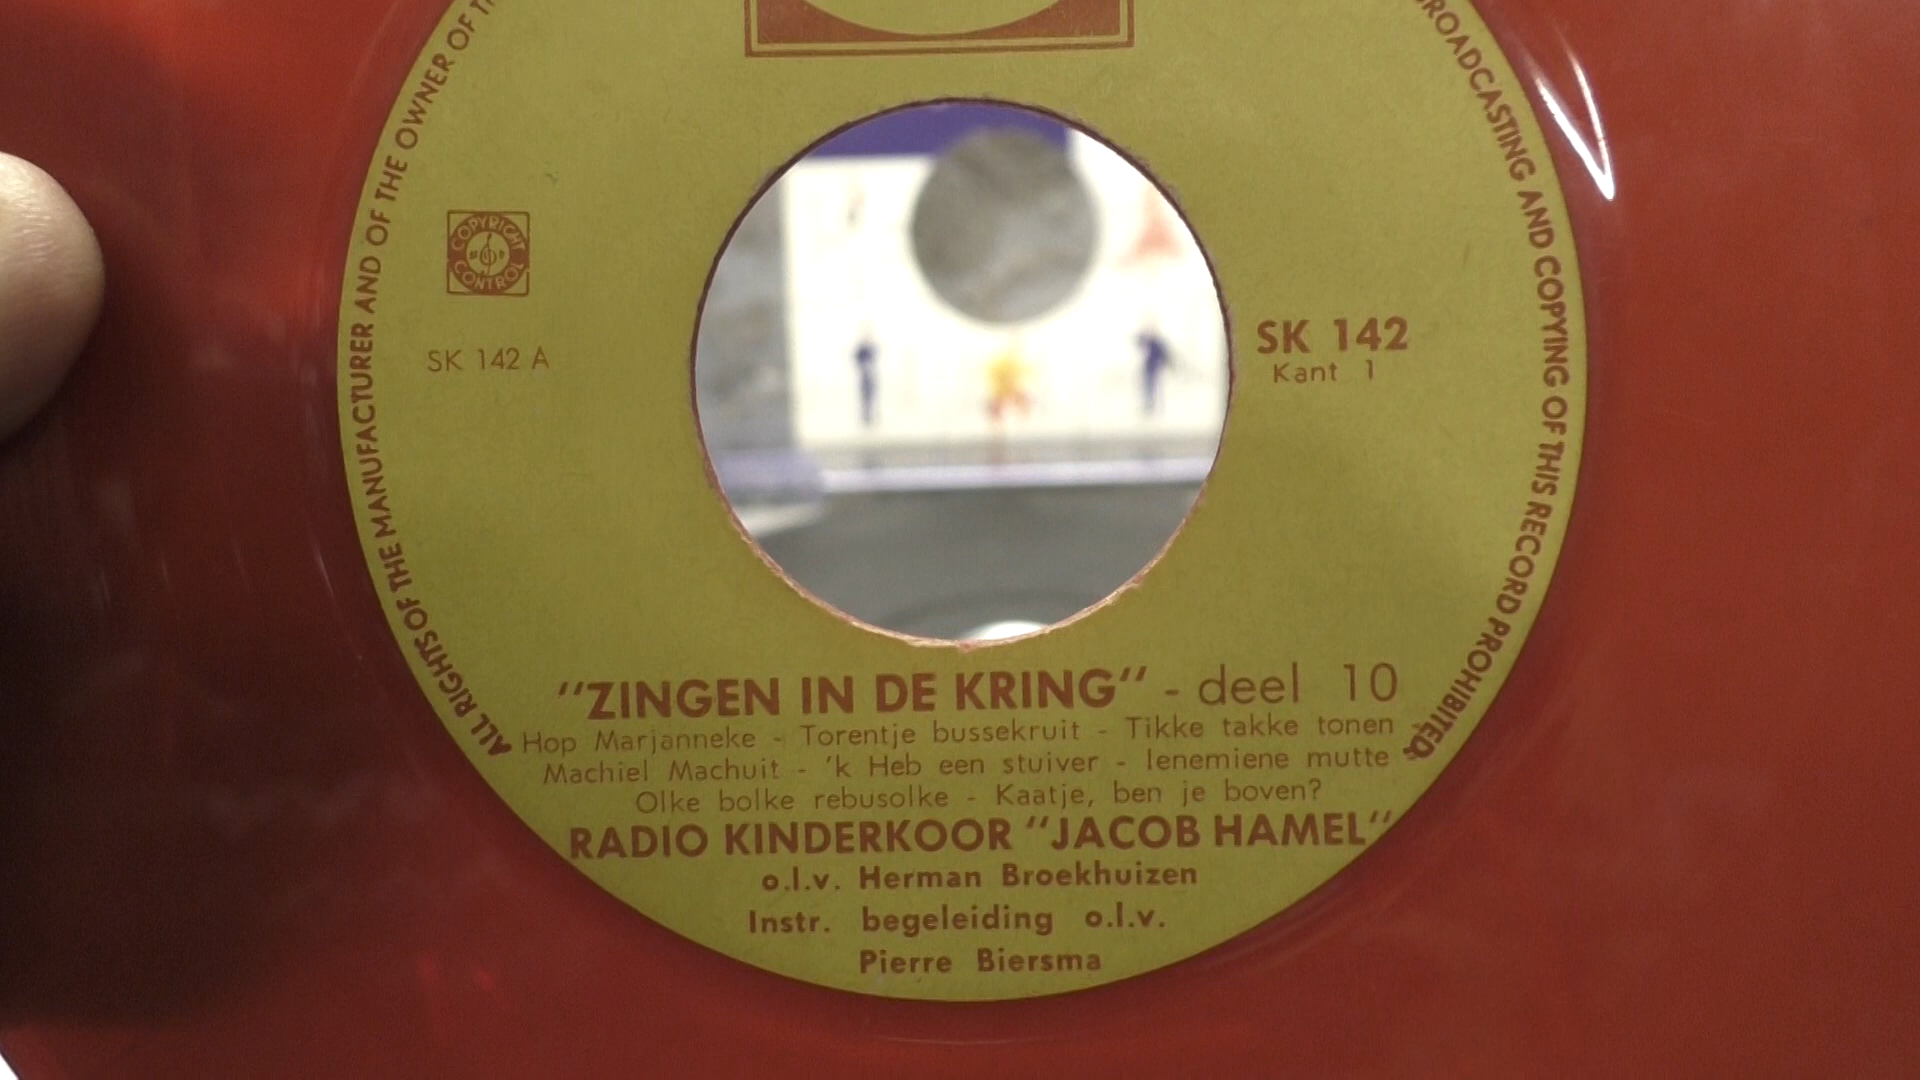 ALL RIGHTS OF THE MANUFACTURER AND OF THE OWNER OF
BROADCASTING AND COPYING OF THIS RECORD PROHIBITED.
COPYRIGHT
CONTROL
SK 142 A
SK 142
Kant 1
"ZINGEN IN DE KRING" - deel 10
Hop Marjanneke - Torentje bussekruit - Tikke takke tonen
Machiel Machuit - 'k Heb een stuiver - Ienemiene mutte
Olke bolke rebusolke - Kaatje, ben je boven?
RADIO KINDERKOOR "JACOB HAMEL"
o.l.v. Herman Broekhuizen
Instr. begeleiding o.l.v.
Pierre Biersma